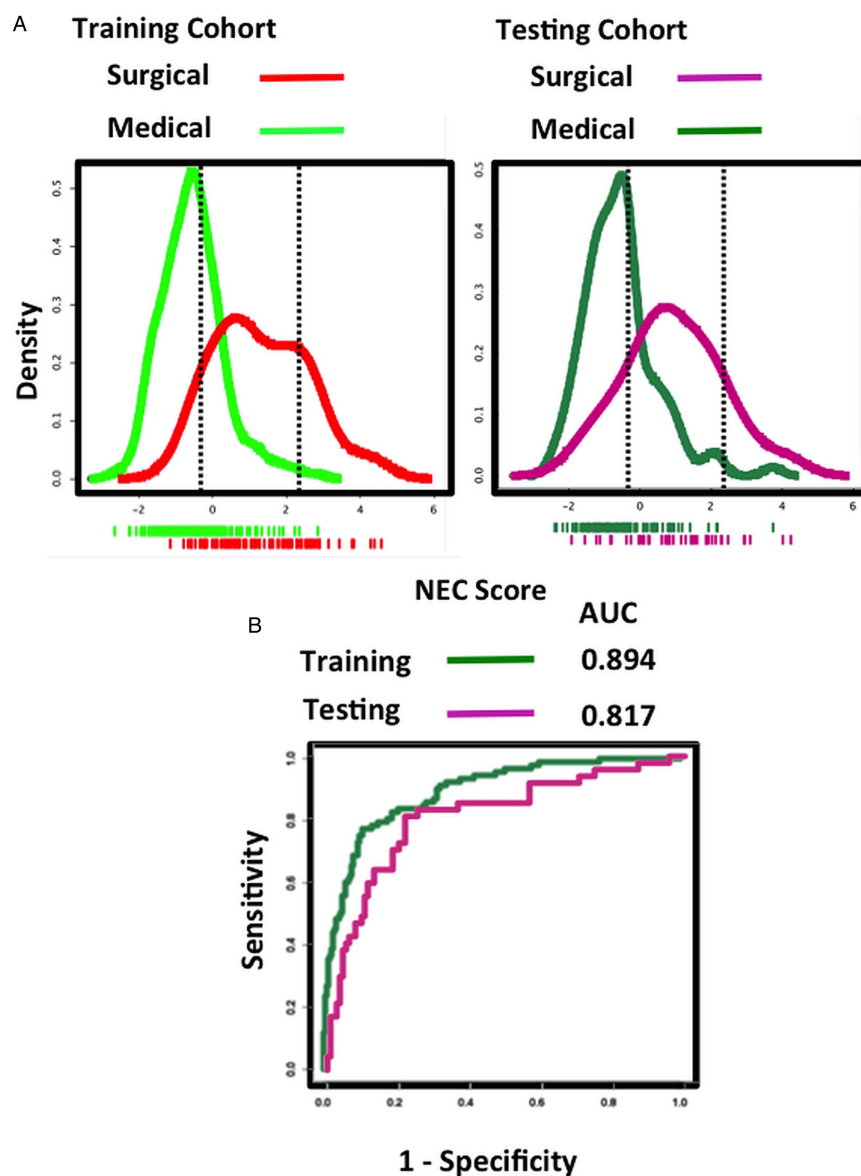 A
Training Cohort
Surgical
Medical
Testing Cohort
Surgical
Medical
Density
0.5
0.4
0.3
0.2
0.1
0.0
-2 0 2 4 6
0.5
0.4
0.3
0.2
0.1
0.0
-2 0 2 4 6
NEC Score
B
AUC
Training 0.894
Testing 0.817
Sensitivity
1.0
0.8
0.6
0.4
0.2
0.0
0.0 0.2 0.4 0.6 0.8 1.0
1 - Specificity